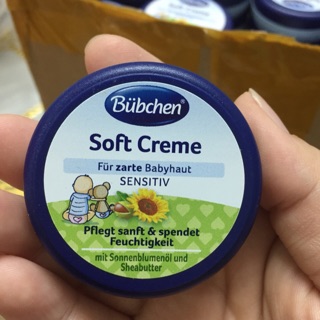 Bübchen
Soft Creme
Für zarte Babyhaut
SENSITIV
Pflegt sanft & spendet
Feuchtigkeit
mit Sonnenblumenöl und
Sheabutter